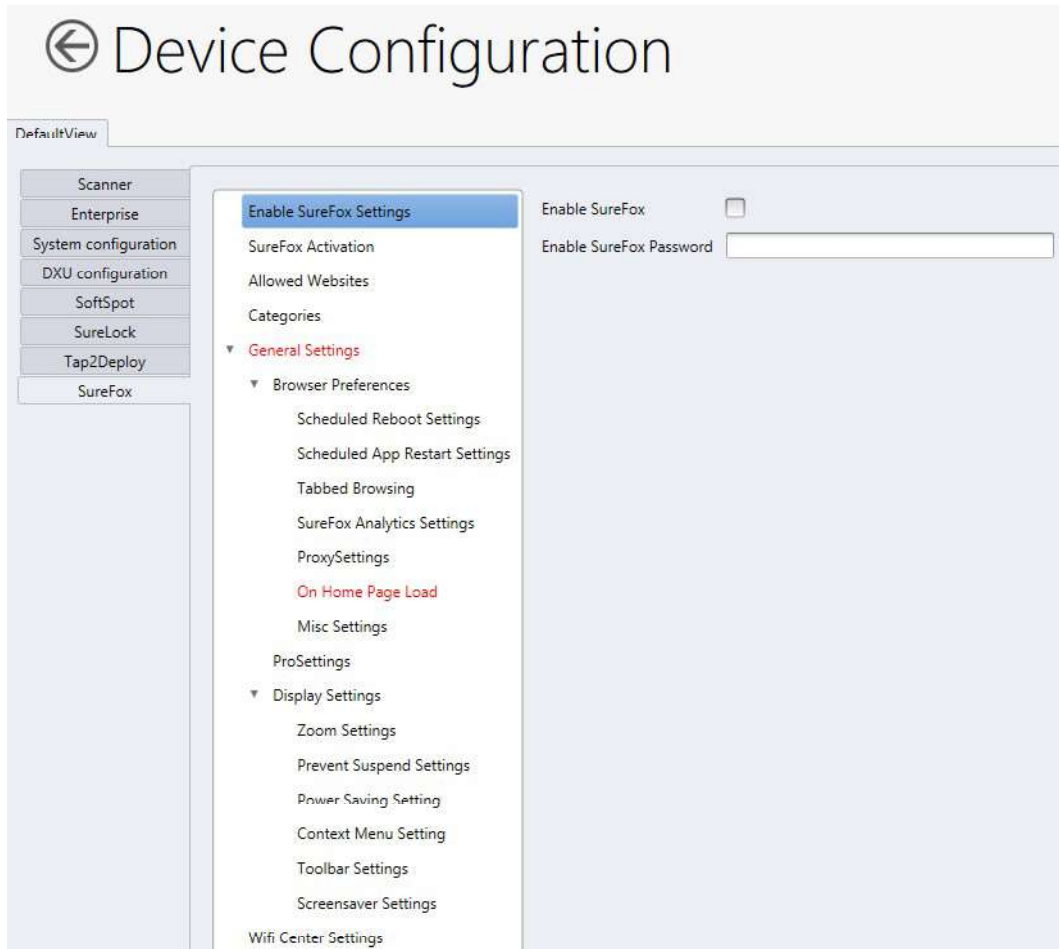 Device Configuration
DefaultView
Scanner
Enterprise
System configuration
DXU configuration
SoftSpot
SureLock
Tap2Deploy
SureFox
Enable SureFox Settings
SureFox Activation
Allowed Websites
Categories
General Settings
Browser Preferences
Scheduled Reboot Settings
Scheduled App Restart Settings
Tabbed Browsing
SureFox Analytics Settings
ProxySettings
On Home Page Load
Misc Settings
ProSettings
Display Settings
Zoom Settings
Prevent Suspend Settings
Power Saving Setting
Context Menu Setting
Toolbar Settings
Screensaver Settings
Wifi Center Settings
Enable SureFox
Enable SureFox Password